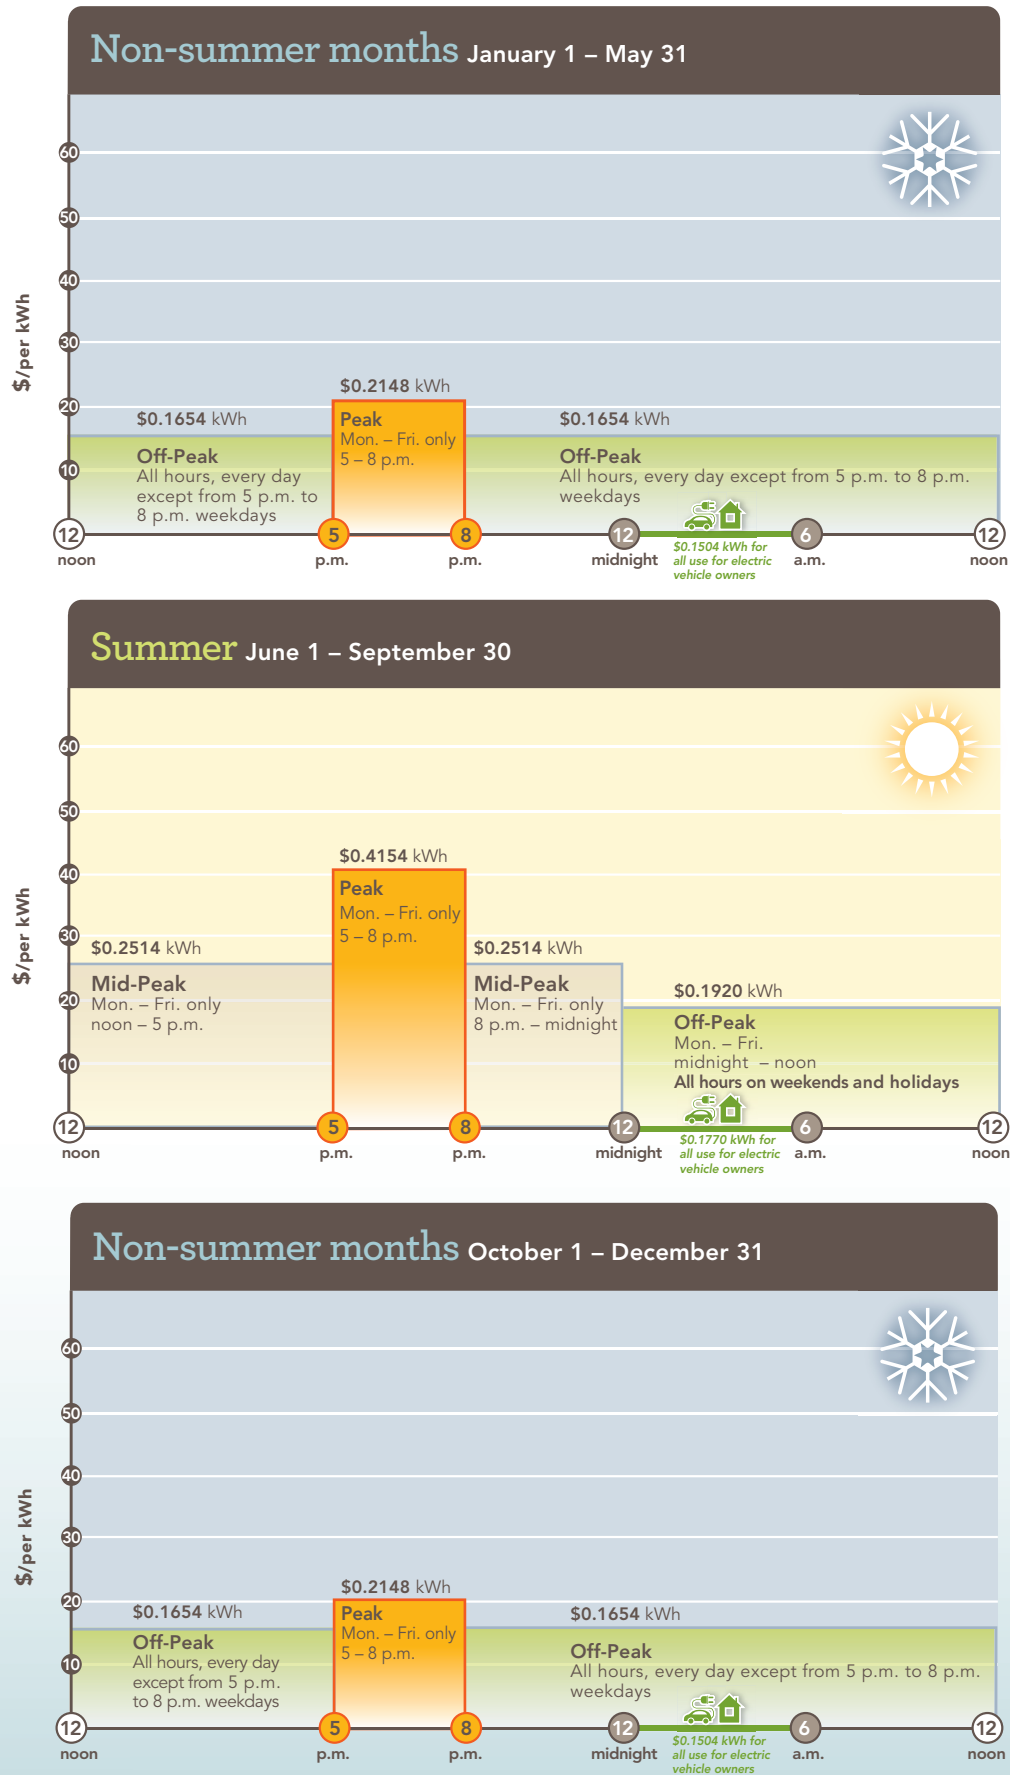 Non-summer months January 1 – May 31
$/per kWh
60
50
40
30
20
10
$0.2148 kWh
$0.1654 kWh
$0.1654 kWh
Peak
Mon. – Fri. only
5 – 8 p.m.
Off-Peak
All hours, every day
except from 5 p.m. to
8 p.m. weekdays
Off-Peak
All hours, every day except from 5 p.m. to 8 p.m.
weekdays
12
5
8
12
6
12
noon
p.m.
p.m.
midnight
a.m.
noon
$0.1504 kWh for
all use for electric
vehicle owners
Summer June 1 – September 30
$/per kWh
60
50
40
30
20
10
$0.4154 kWh
Peak
Mon. – Fri. only
5 – 8 p.m.
$0.2514 kWh
Mid-Peak
Mon. – Fri. only
noon – 5 p.m.
$0.2514 kWh
Mid-Peak
Mon. – Fri. only
8 p.m. – midnight
$0.1920 kWh
Off-Peak
Mon. – Fri.
midnight – noon
All hours on weekends and holidays
12
5
8
12
6
12
noon
p.m.
p.m.
midnight
a.m.
noon
$0.1770 kWh for
all use for electric
vehicle owners
Non-summer months October 1 – December 31
$/per kWh
60
50
40
30
20
10
$0.2148 kWh
$0.1654 kWh
$0.1654 kWh
Peak
Mon. – Fri. only
5 – 8 p.m.
Off-Peak
All hours, every day
except from 5 p.m.
to 8 p.m. weekdays
Off-Peak
All hours, every day except from 5 p.m. to 8 p.m.
weekdays
12
5
8
12
6
12
noon
p.m.
p.m.
midnight
a.m.
noon
$0.1504 kWh for
all use for electric
vehicle owners